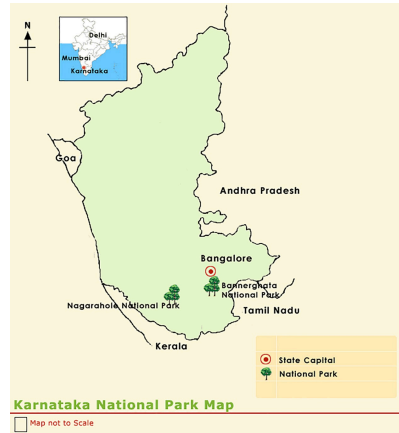 N
Delhi
Mumbai
Karnataka
Goa
Andhra Pradesh
Bangalore
Bannerghata
National Park
Nagarahole National Park
Tamil Nadu
Kerala
State Capital
National Park
Karnataka National Park Map
Map not to Scale